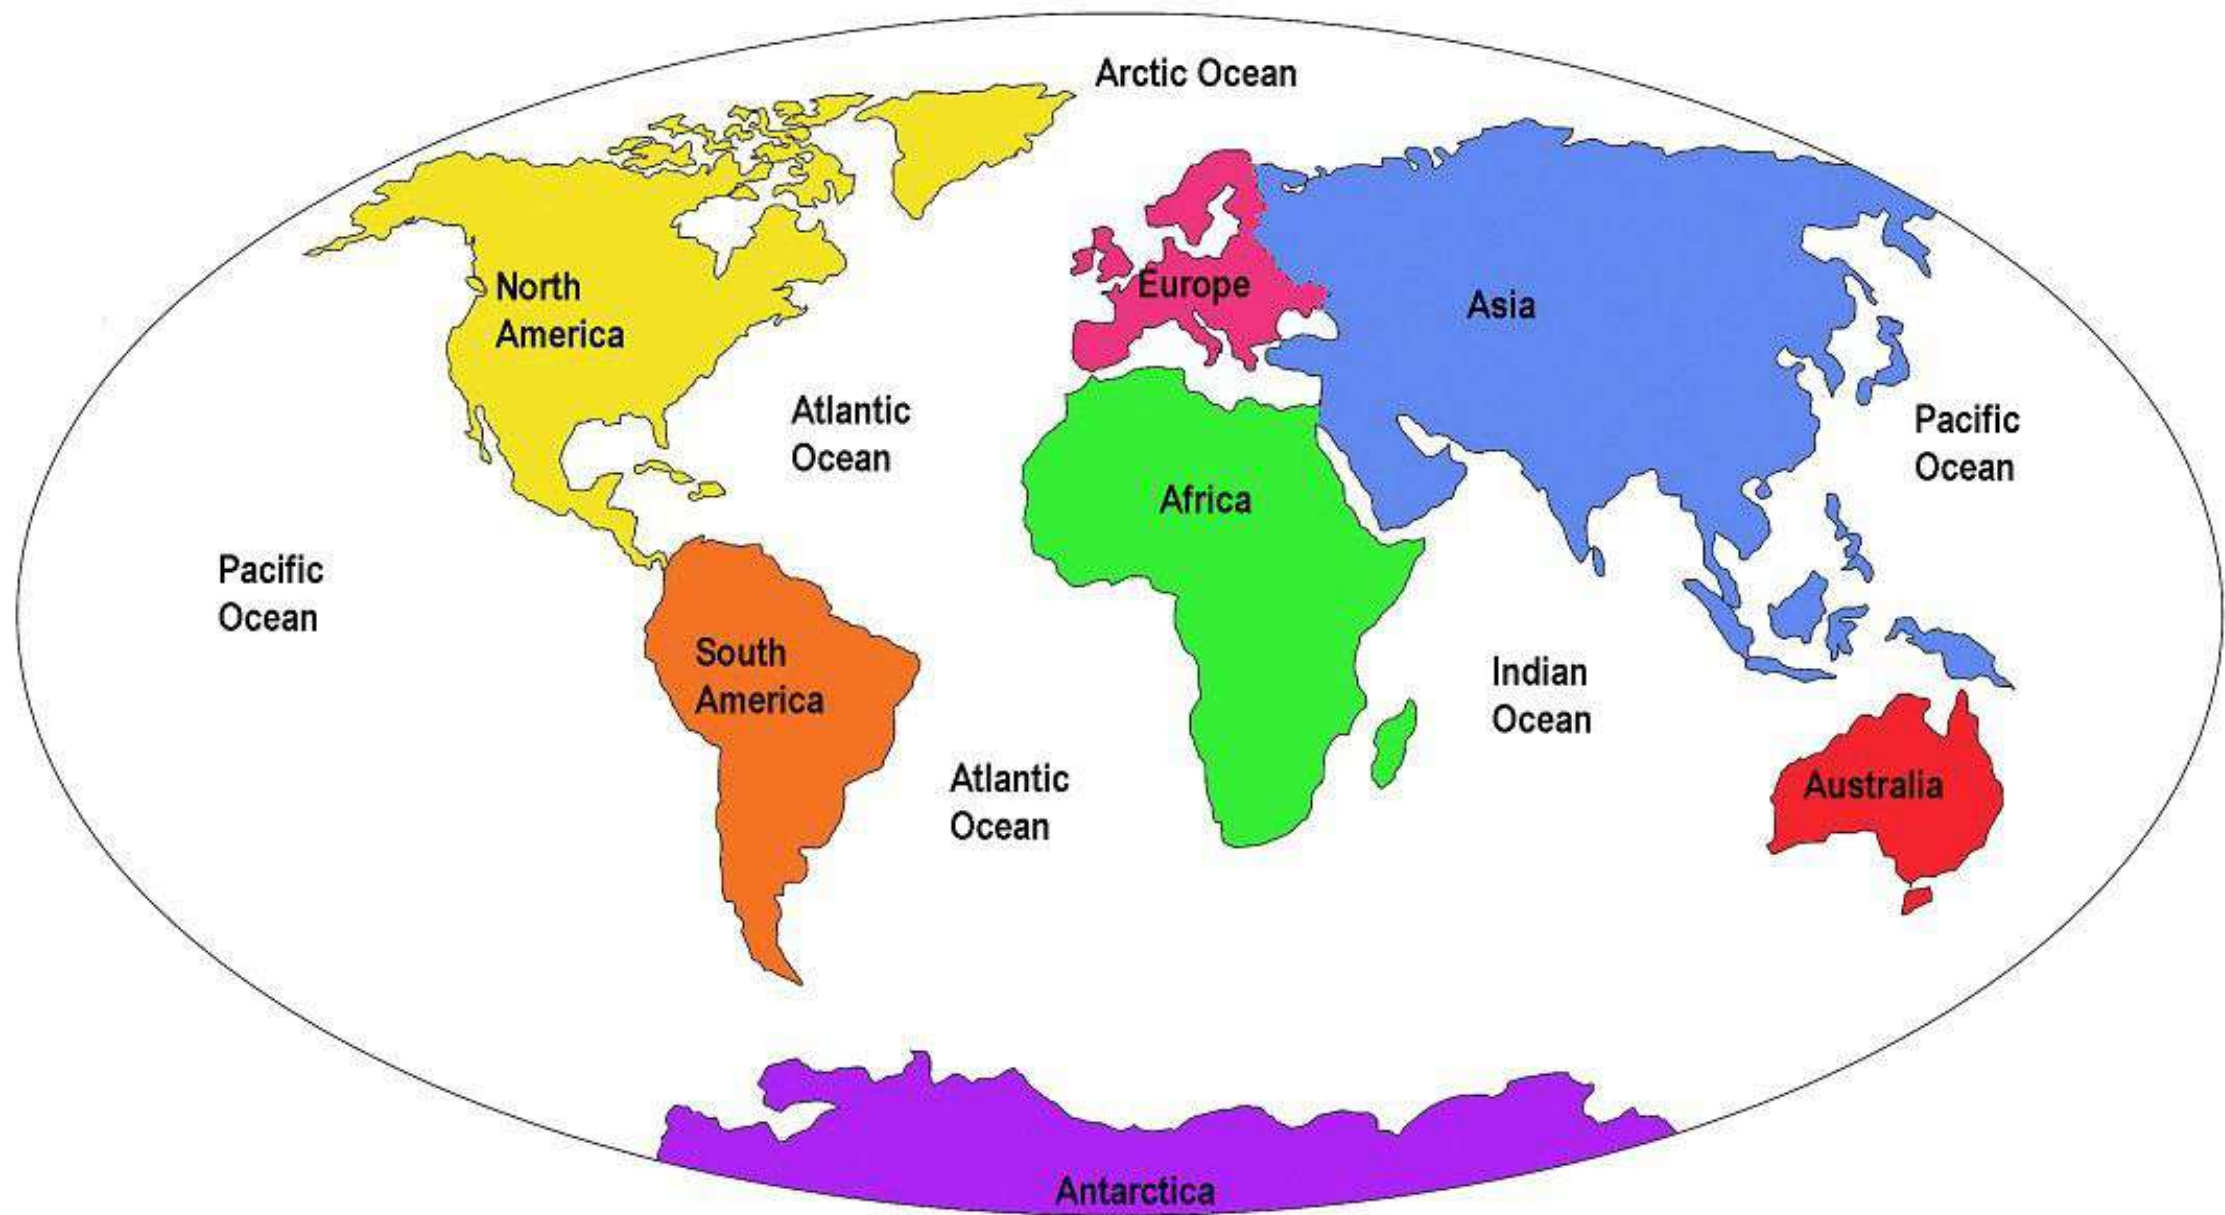 Arctic Ocean
North
America
Europe
Asia
Atlantic
Ocean
Pacific
Ocean
Africa
Pacific
Ocean
South
America
Indian
Ocean
Atlantic
Ocean
Australia
Antarctica